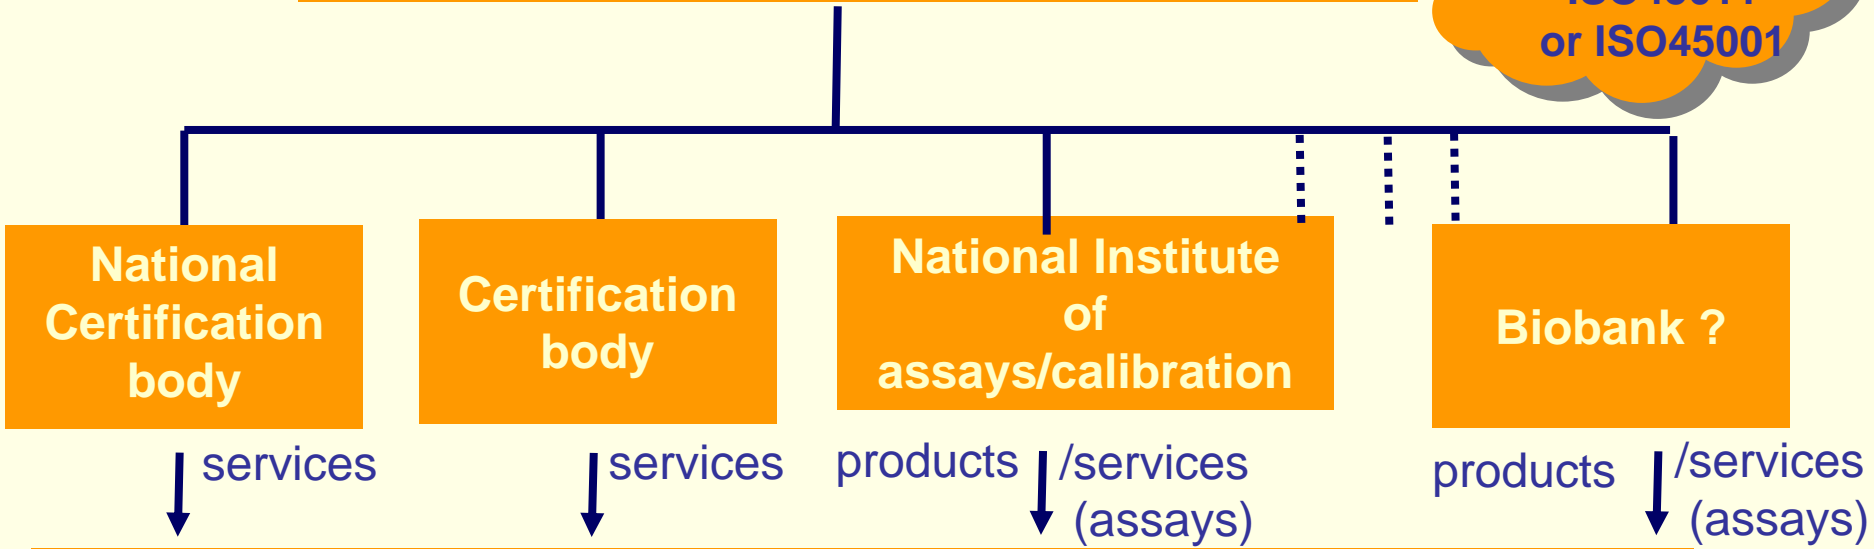 or ISO45001
National
Certification
body
Certification
body
National Institute
of
assays/calibration
Biobank ?
services
services
products /services
(assays)
products /services
(assays)